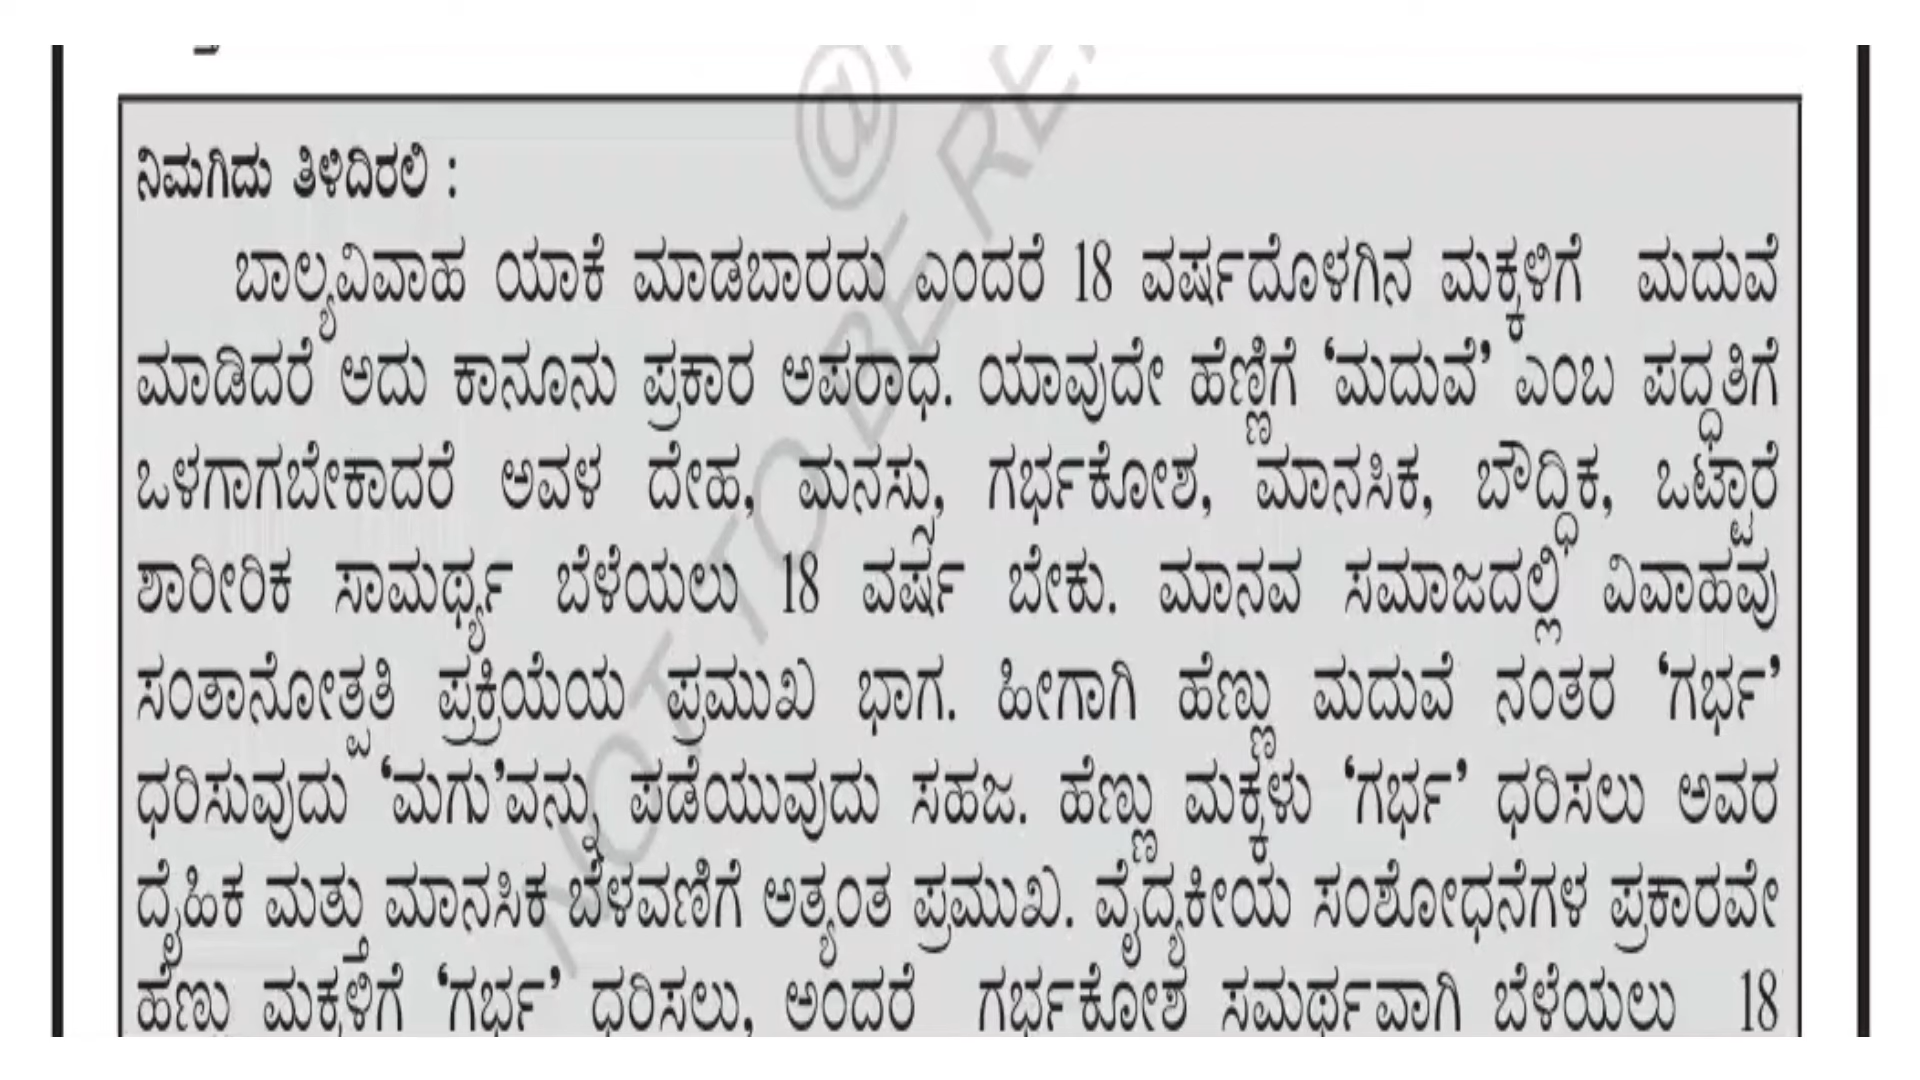 ನಿಮಗಿದು ತಿಳಿದಿರಲಿ :
ಬಾಲ್ಯವಿವಾಹ ಯಾಕೆ ಮಾಡಬಾರದು ಎಂದರೆ 18 ವರ್ಷದೊಳಗಿನ ಮಕ್ಕಳಿಗೆ ಮದುವೆ
ಮಾಡಿದರೆ ಅದು ಕಾನೂನು ಪ್ರಕಾರ ಅಪರಾಧ. ಯಾವುದೇ ಹೆಣ್ಣಿಗೆ ‘ಮದುವೆ’ ಎಂಬ ಪದ್ಧತಿಗೆ
ಒಳಗಾಗಬೇಕಾದರೆ ಅವಳ ದೇಹ, ಮನಸ್ಸು, ಗರ್ಭಕೋಶ, ಮಾನಸಿಕ, ಬೌದ್ಧಿಕ, ಒಟ್ಟಾರೆ
ಶಾರೀರಿಕ ಸಾಮರ್ಥ್ಯ ಬೆಳೆಯಲು 18 ವರ್ಷ ಬೇಕು. ಮಾನವ ಸಮಾಜದಲ್ಲಿ ವಿವಾಹವು
ಸಂತಾನೋತ್ಪತಿ ಪ್ರಕ್ರಿಯೆಯ ಪ್ರಮುಖ ಭಾಗ. ಹೀಗಾಗಿ ಹೆಣ್ಣು ಮದುವೆ ನಂತರ ‘ಗರ್ಭ’
ಧರಿಸುವುದು ‘ಮಗು’ವನ್ನು ಪಡೆಯುವುದು ಸಹಜ. ಹೆಣ್ಣು ಮಕ್ಕಳು ‘ಗರ್ಭ’ ಧರಿಸಲು ಅವರ
ದೈಹಿಕ ಮತ್ತು ಮಾನಸಿಕ ಬೆಳವಣಿಗೆ ಅತ್ಯಂತ ಪ್ರಮುಖ. ವೈದ್ಯಕೀಯ ಸಂಶೋಧನೆಗಳ ಪ್ರಕಾರವೇ
ಹೆಣ್ಣು ಮಕ್ಕಳಿಗೆ ‘ಗರ್ಭ’ ಧರಿಸಲು, ಅಂದರೆ ಗರ್ಭಕೋಶ ಸಮರ್ಥವಾಗಿ ಬೆಳೆಯಲು 18
NOT TO BE